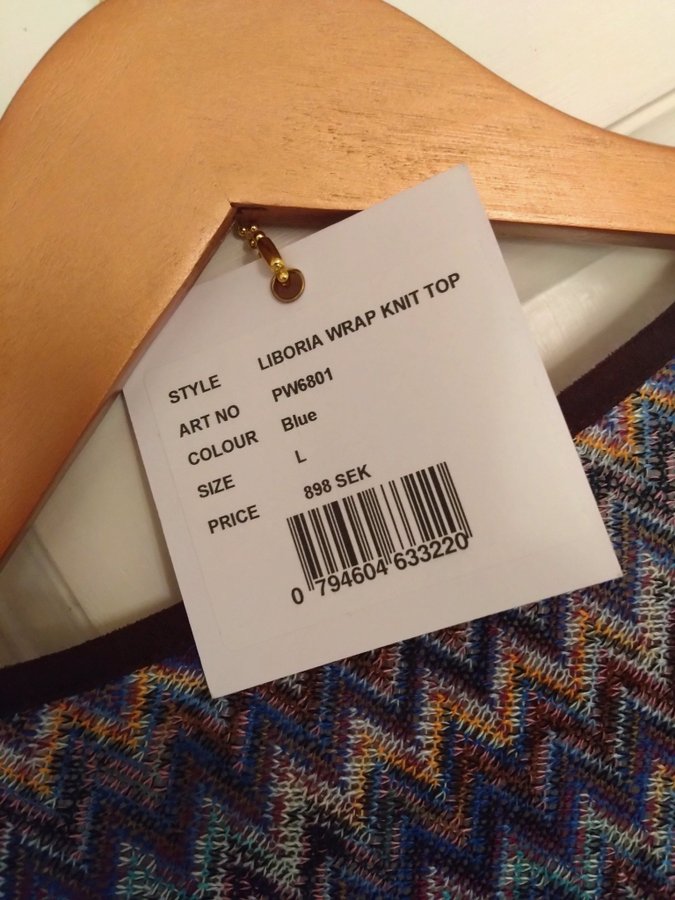 STYLE LIBORIA WRAP KNIT TOP
ART NO PW6801
COLOUR Blue
SIZE L
PRICE 898 SEK
0 794604 633220